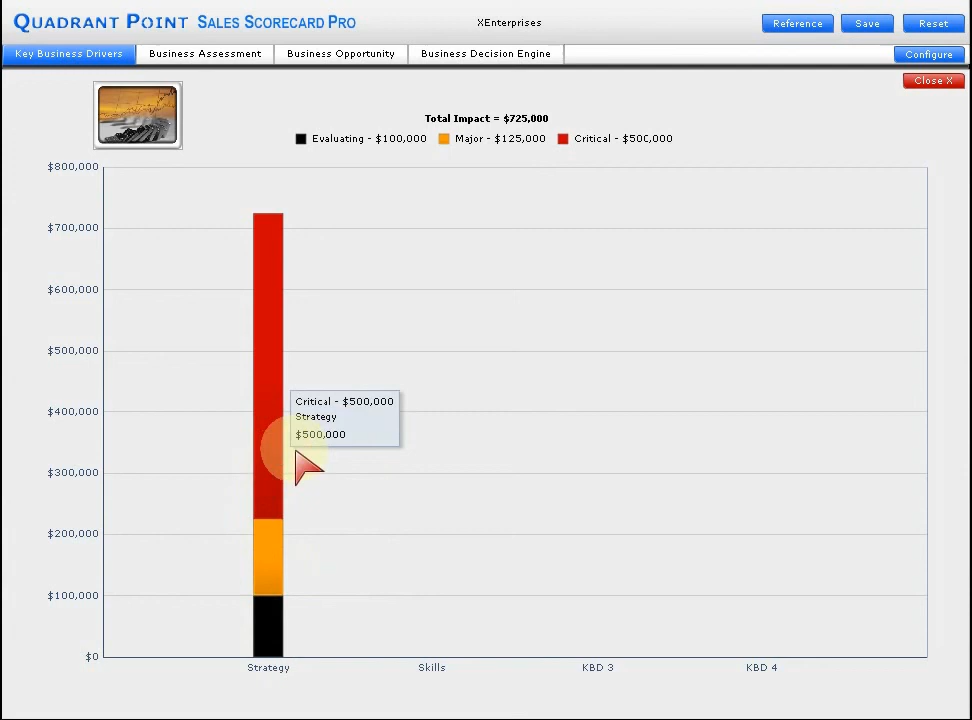 QUADRANT POINT SALES SCORECARD PRO
XEnterprises
Reference
Save
Reset
Key Business Drivers
Business Assessment
Business Opportunity
Business Decision Engine
Configure
Close X
Total Impact = $725,000
Evaluating - $100,000
Major - $125,000
Critical - $500,000
$800,000
$700,000
$600,000
$500,000
$400,000
$300,000
$200,000
$100,000
$0
Critical - $500,000
Strategy
$500,000
Strategy
Skills
KBD 3
KBD 4